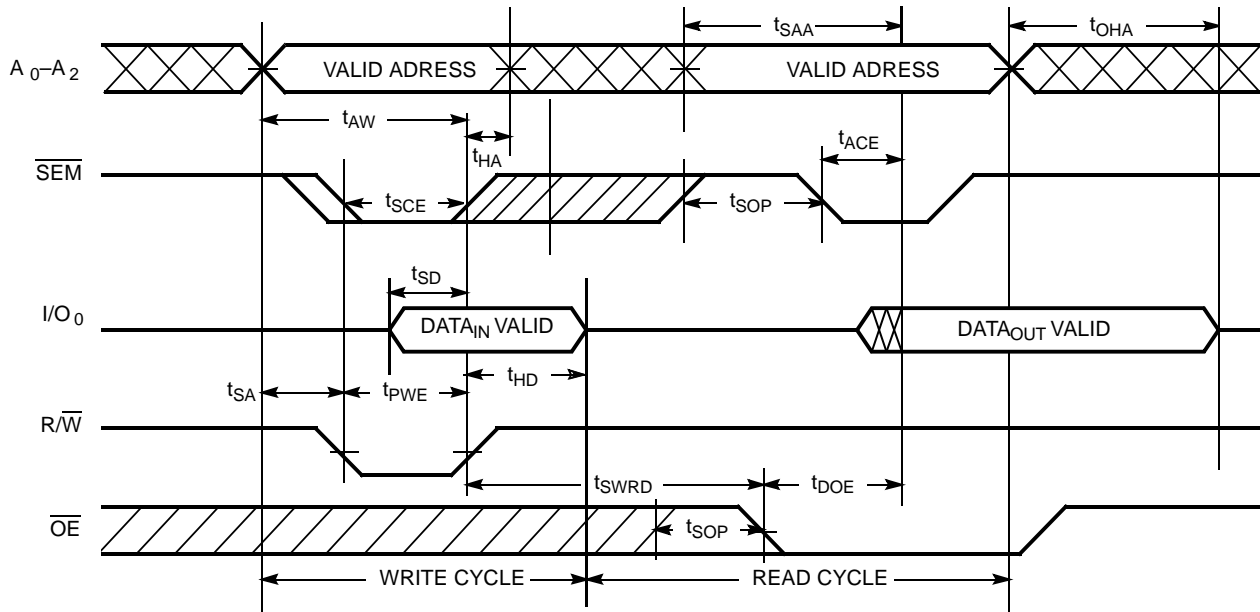 tSAA
tOHA
A0–A2
VALID ADRESS
VALID ADRESS
tAW
tHA
tACE
SEM
tSCE
tSOP
tSD
I/O0
DATAIN VALID
DATAOUT VALID
tSA
tPWE
tHD
R/W
tSWRD
tDOE
OE
tSOP
WRITE CYCLE
READ CYCLE